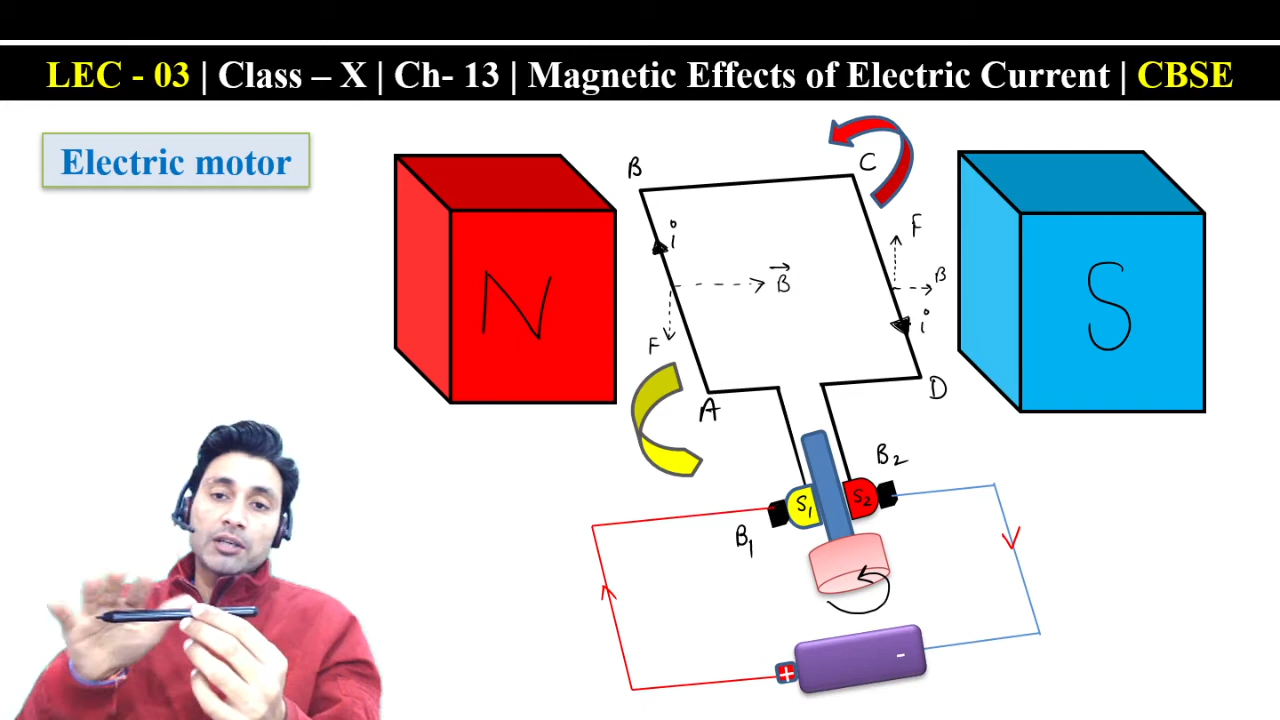 LEC - 03 | Class – X | Ch- 13 | Magnetic Effects of Electric Current | CBSE
Electric motor
B
C
N
S
i
B
F
F
B
i
A
D
B2
S1
S2
B1
+
-